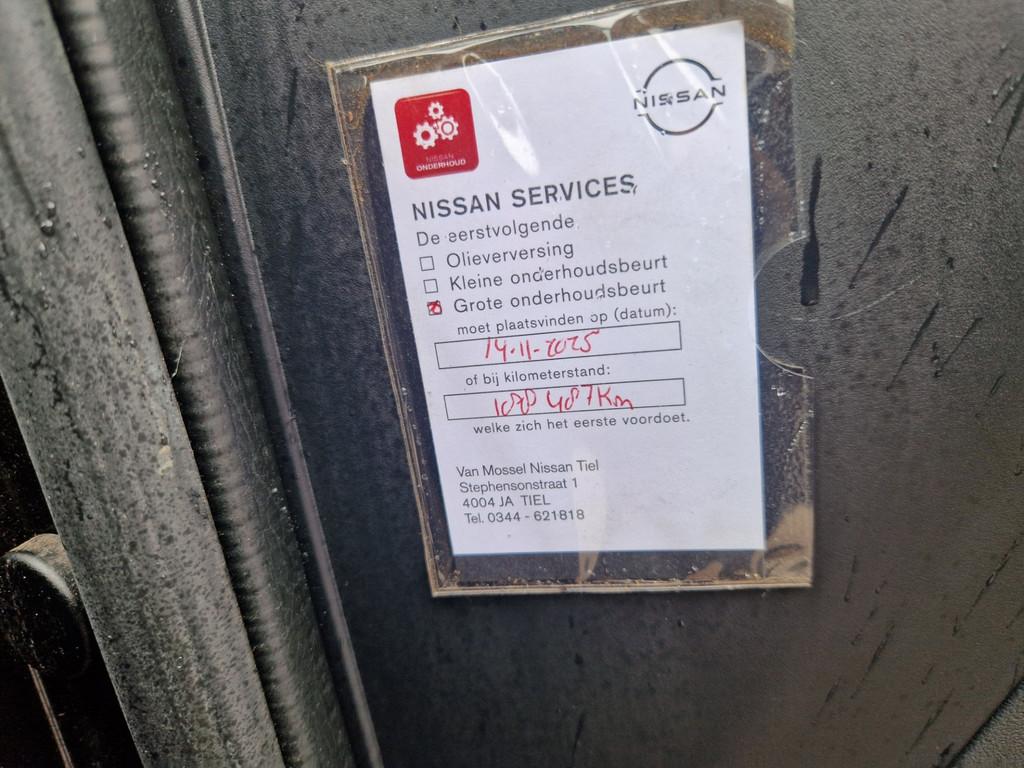 NISSAN
ONDERHOUD
NISSAN
NISSAN SERVICES
De eerstvolgende
Olieverversing
Kleine onderhoudsbeurt
Grote onderhoudsbeurt
moet plaatsvinden op (datum):
14-11-2025
of bij kilometerstand:
487Km
welke zich het eerste voordoet.
Van Mossel Nissan Tiel
Stephensonstraat 1
4004 JA TIEL
Tel. 0344 - 621818